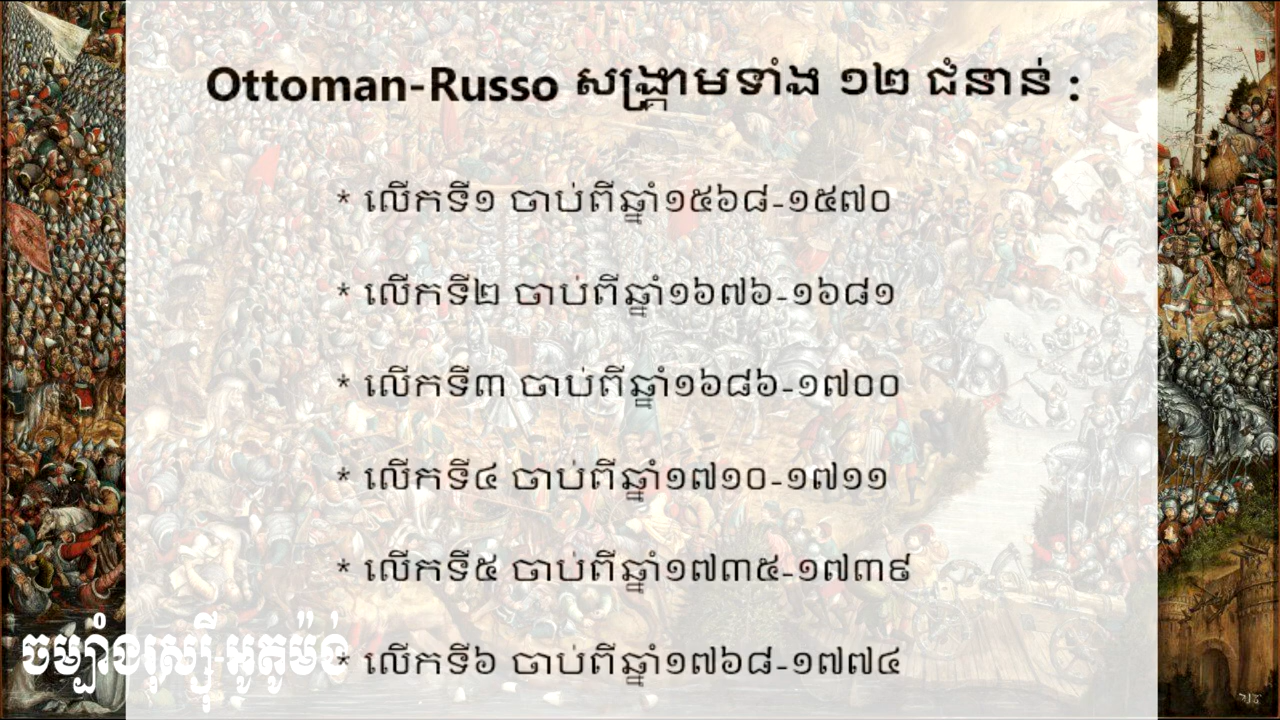 Ottoman-Russo សង្គ្រាមទាំង ១២ ជំនាន់ :
* លើកទី១ ចាប់ពីឆ្នាំ១៥៦៨-១៥៧០
* លើកទី២ ចាប់ពីឆ្នាំ១៦៧៦-១៦៨១
* លើកទី៣ ចាប់ពីឆ្នាំ១៦៨៦-១៧០០
* លើកទី៤ ចាប់ពីឆ្នាំ១៧១០-១៧១១
* លើកទី៥ ចាប់ពីឆ្នាំ១៧៣៥-១៧៣៩
* លើកទី៦ ចាប់ពីឆ្នាំ១៧៦៨-១៧៧៤
ចម្បាំងរុស្ស៊ី-អូតូម៉ង់